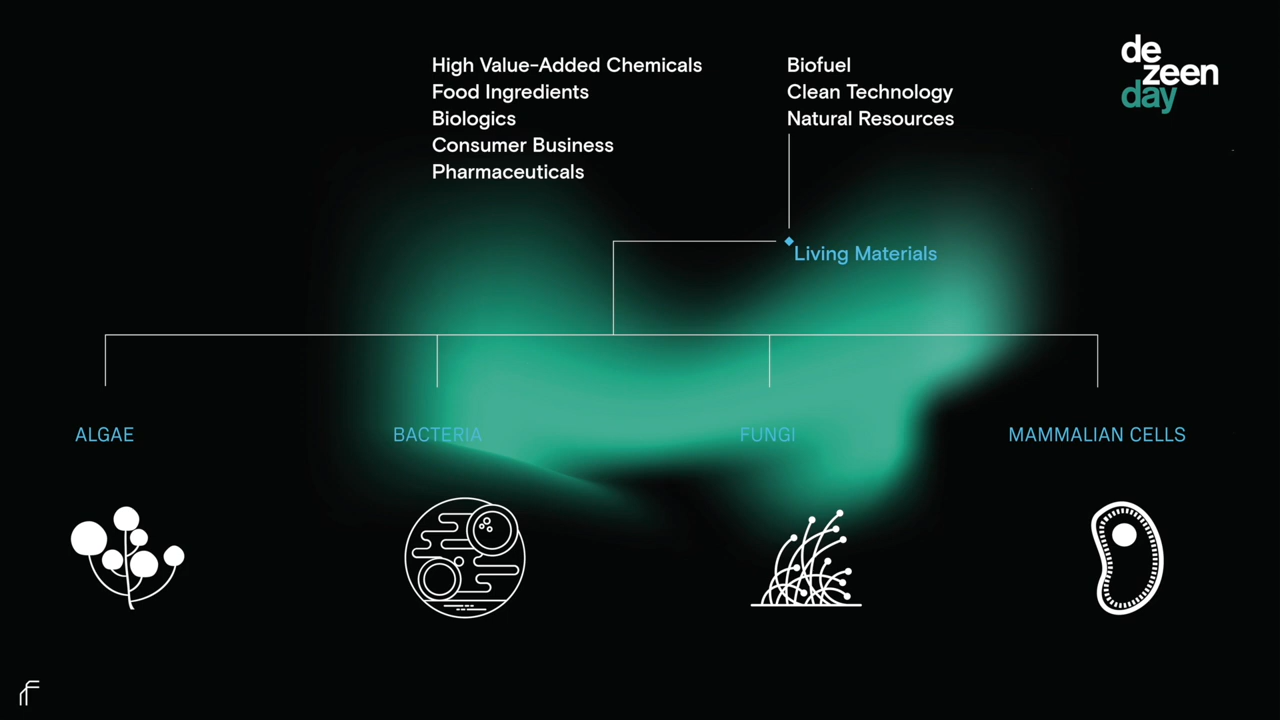 High Value-Added Chemicals
Food Ingredients
Biologics
Consumer Business
Pharmaceuticals
Biofuel
Clean Technology
Natural Resources
de
zeen
day
Living Materials
ALGAE
BACTERIA
FUNGI
MAMMALIAN CELLS